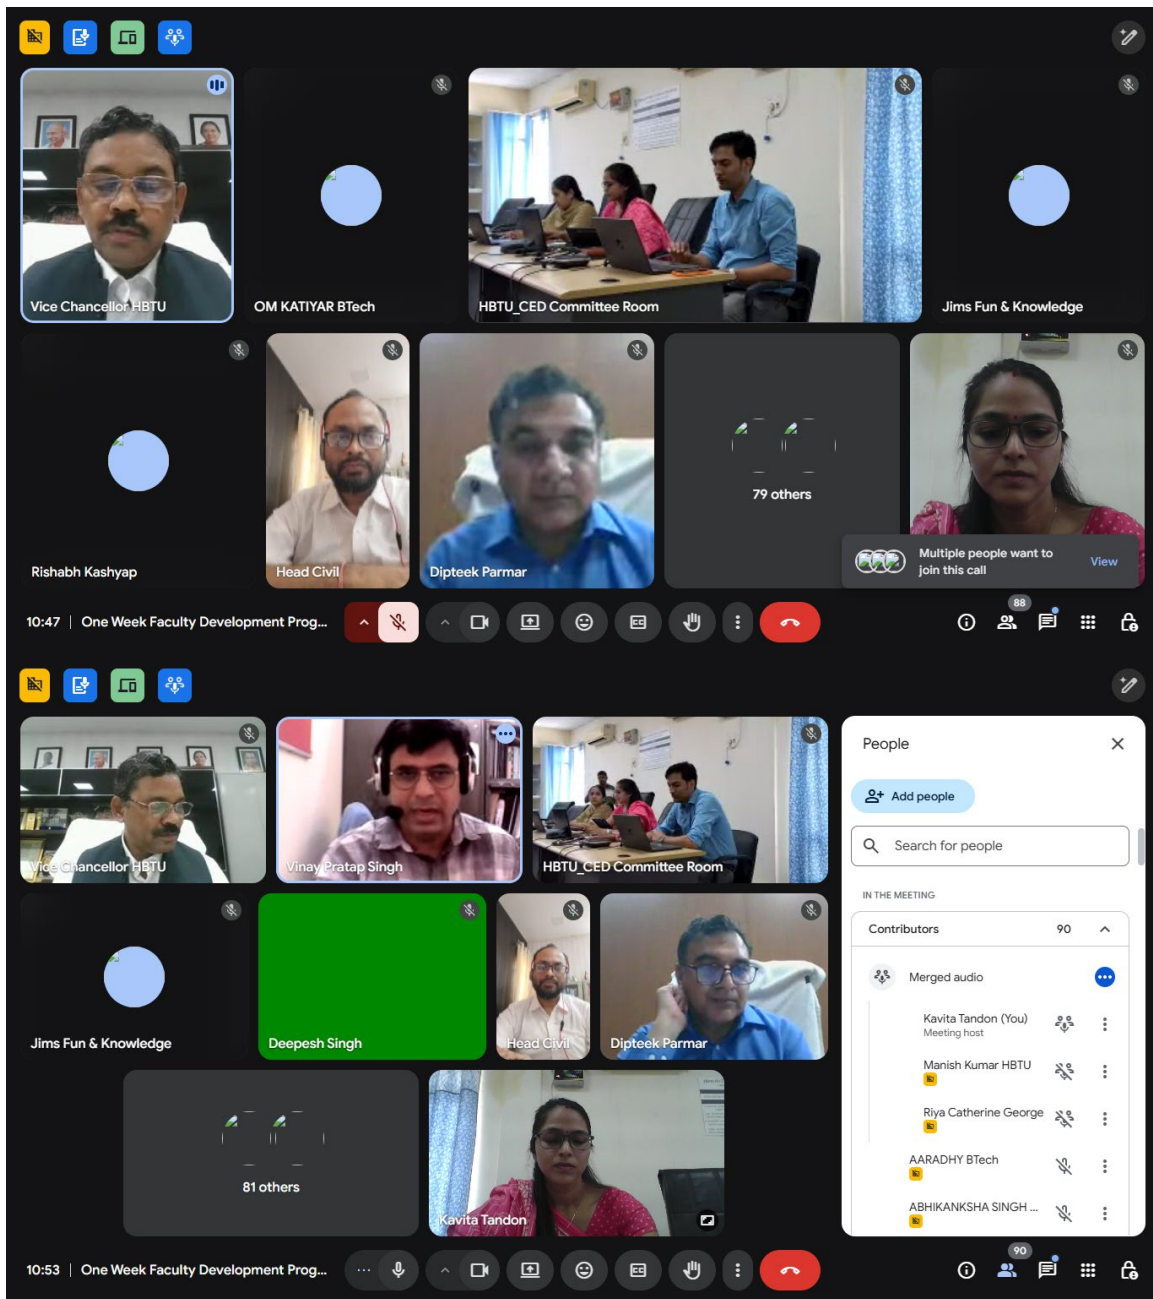 Vice Chancellor HBTU
OM KATIYAR BTech
HBTU_CED Committee Room
Jims Fun & Knowledge
Rishabh Kashyap
Head Civil
Dipteek Parmar
79 others
Multiple people want to
join this call
View
10:47 | One Week Faculty Development Prog...
CC
88
Vice Chancellor HBTU
Vinay Pratap Singh
HBTU_CED Committee Room
Jims Fun & Knowledge
Deepesh Singh
Head Civil
Dipteek Parmar
81 others
Kavita Tandon
People
Add people
Search for people
IN THE MEETING
Contributors
90
Merged audio
Kavita Tandon (You)
Meeting host
Manish Kumar HBTU
Riya Catherine George
AARADHY BTech
ABHIKANKSHA SINGH ...
10:53 | One Week Faculty Development Prog...
CC
90